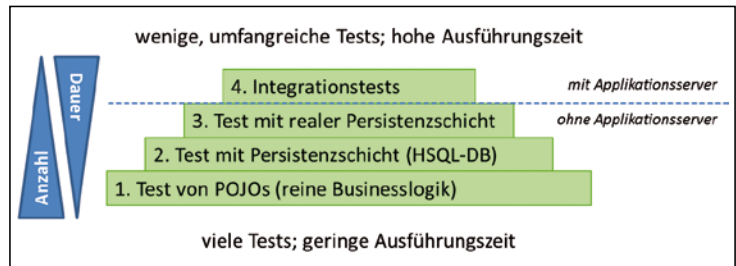 wenige, umfangreiche Tests; hohe Ausführungszeit
Dauer
Anzahl
4. Integrationstests
mit Applikationsserver
3. Test mit realer Persistenzschicht
ohne Applikationsserver
2. Test mit Persistenzschicht (HSQL-DB)
1. Test von POJOs (reine Businesslogik)
viele Tests; geringe Ausführungszeit